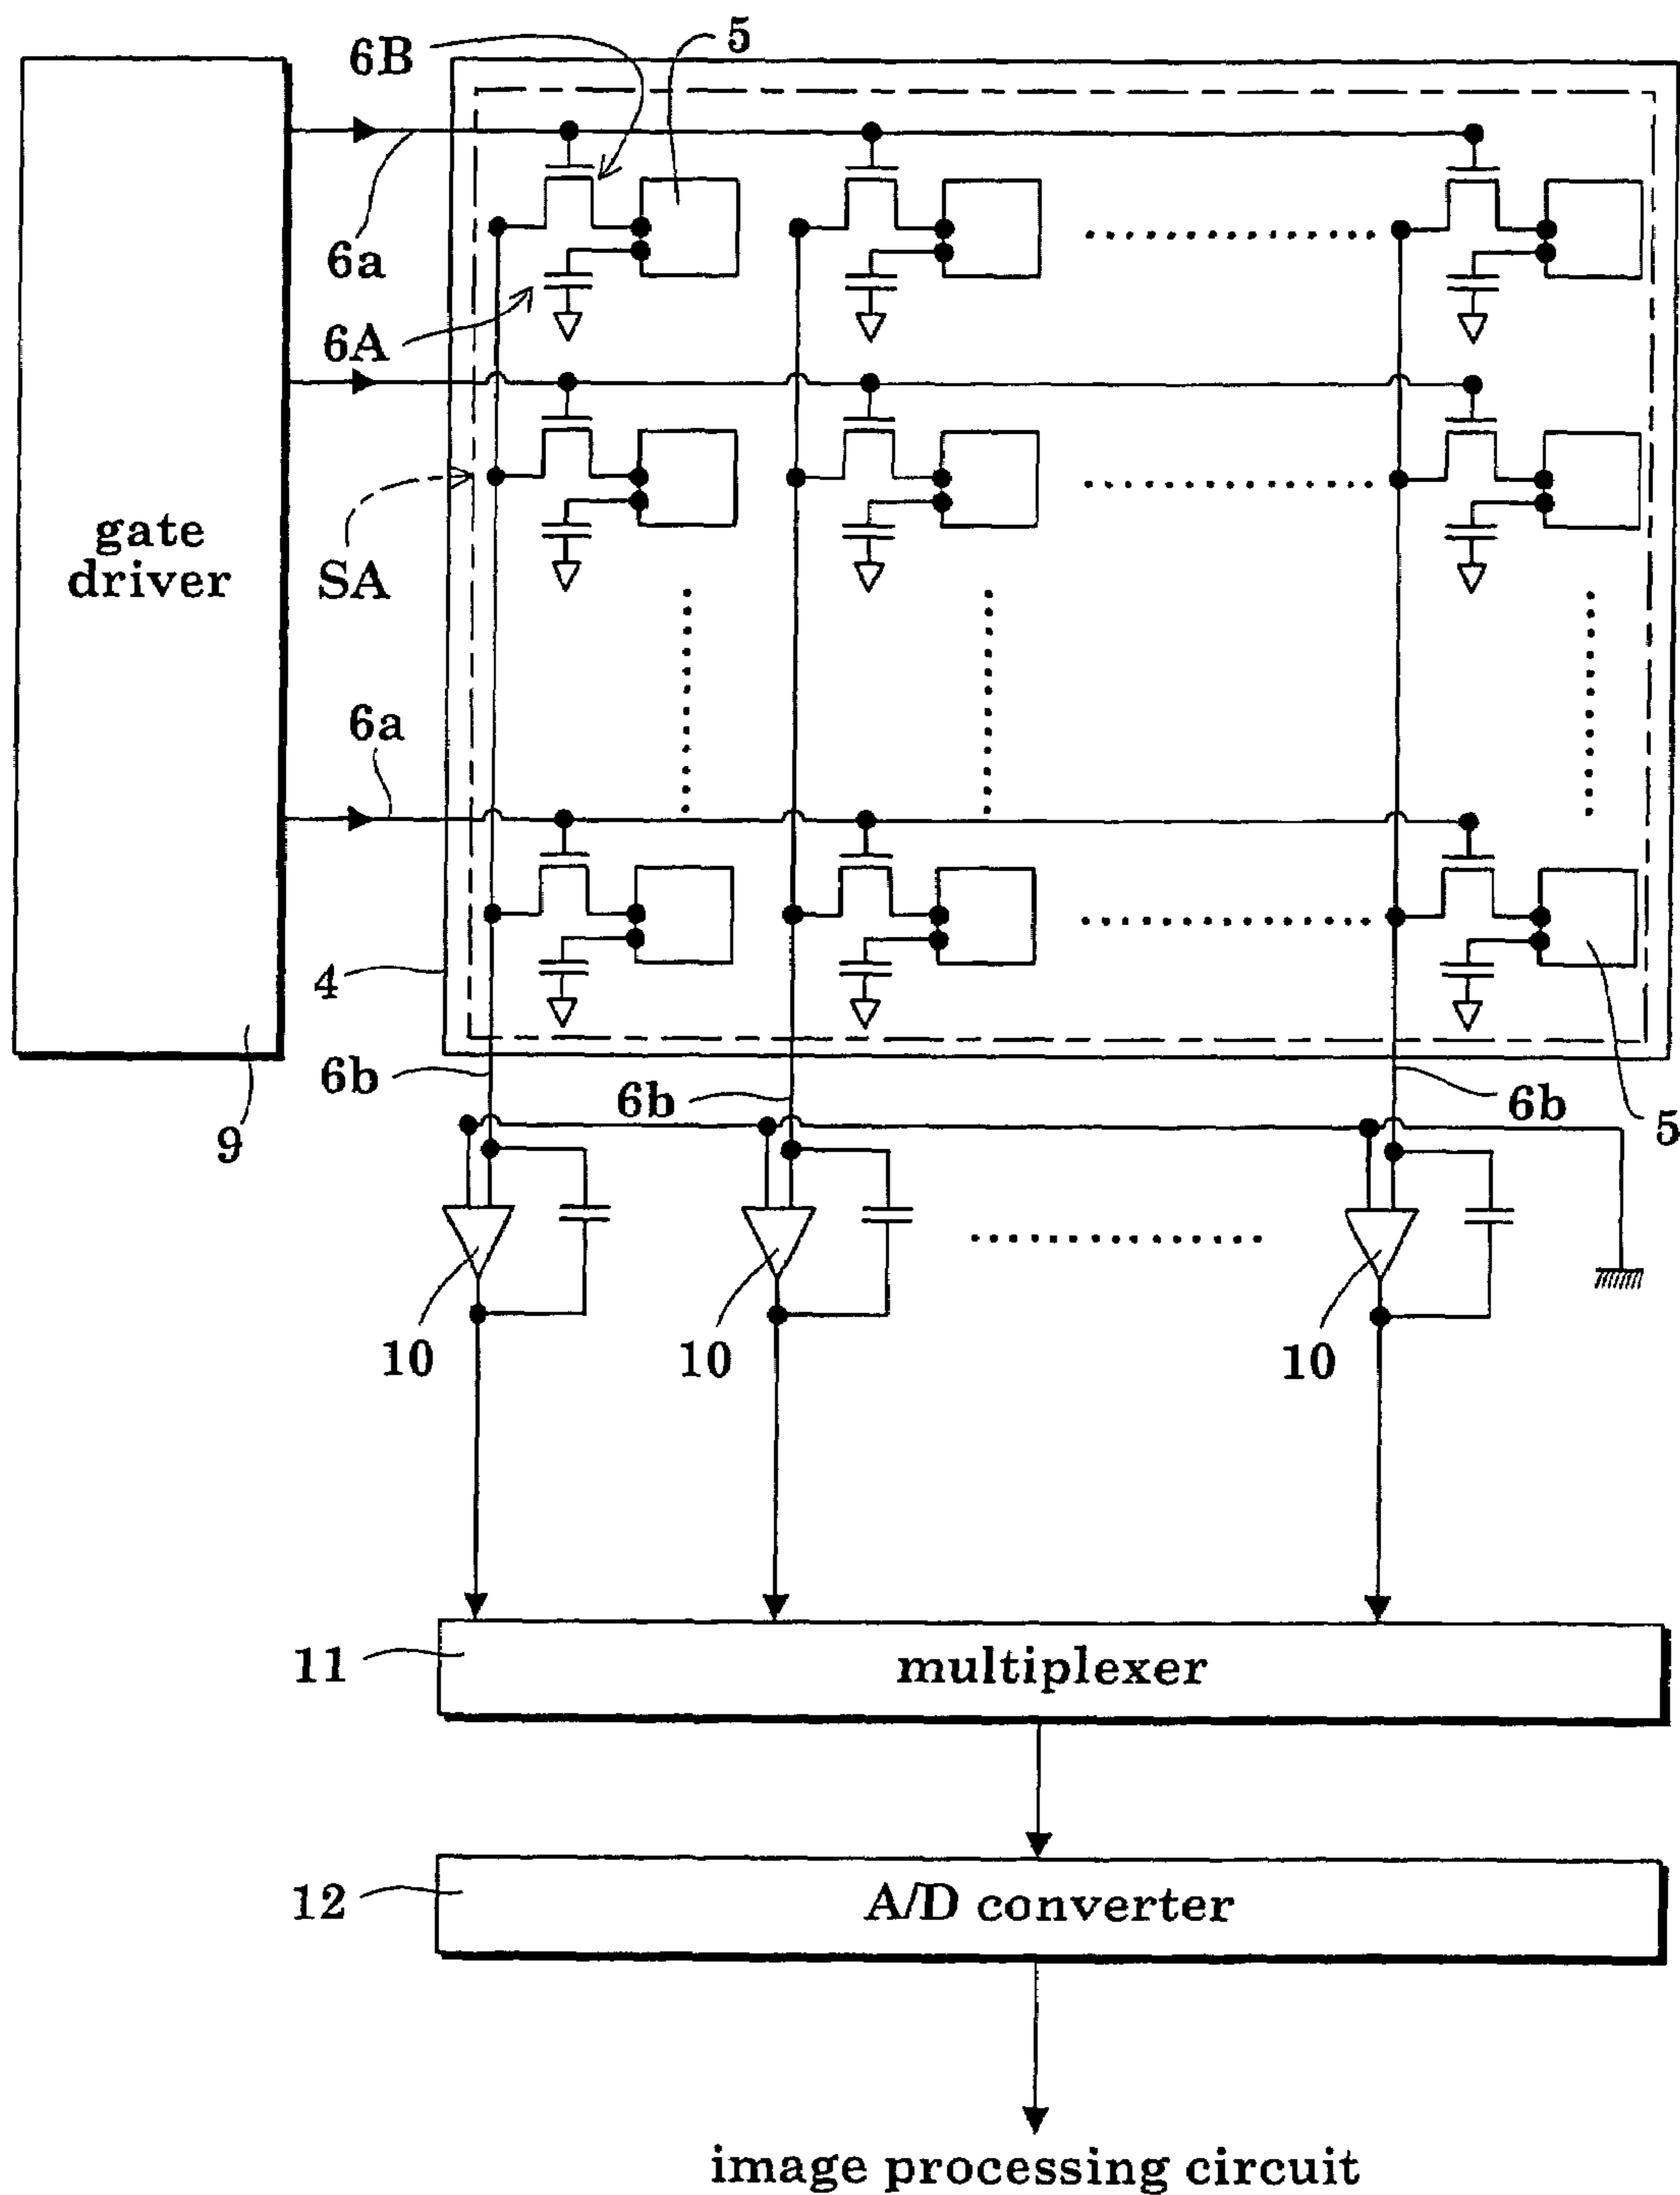 6B
5
6a
6A
gate
driver
SA
6a
4
9
6b
6b
6b
5
10
10
10
11
multiplexer
12
A/D converter
image processing circuit